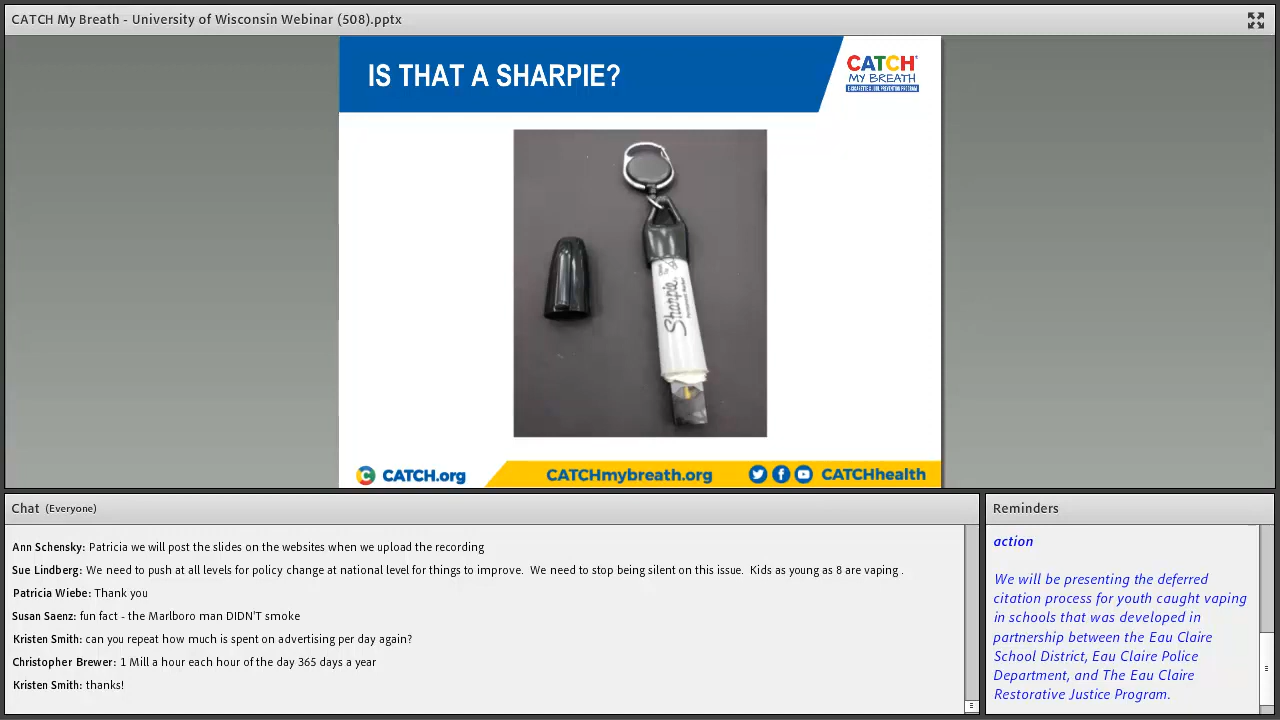 CATCH My Breath - University of Wisconsin Webinar (508).pptx
IS THAT A SHARPIE?
CATCH
MY BREATH
Sharpie
CATCH.org
CATCHmybreath.org
CATCHhealth
Chat (Everyone)
Ann Schensky: Patricia we will post the slides on the websites when we upload the recording
Sue Lindberg: We need to push at all levels for policy change at national level for things to improve. We need to stop being silent on this issue. Kids as young as 8 are vaping .
Patricia Wiebe: Thank you
Susan Saenz: fun fact - the Marlboro man DIDN'T smoke
Kristen Smith: can you repeat how much is spent on advertising per day again?
Christopher Brewer: 1 Mill a hour each hour of the day 365 days a year
Kristen Smith: thanks!
Reminders
action
We will be presenting the deferred
citation process for youth caught vaping
in schools that was developed in
partnership between the Eau Claire
School District, Eau Claire Police
Department, and The Eau Claire
Restorative Justice Program.